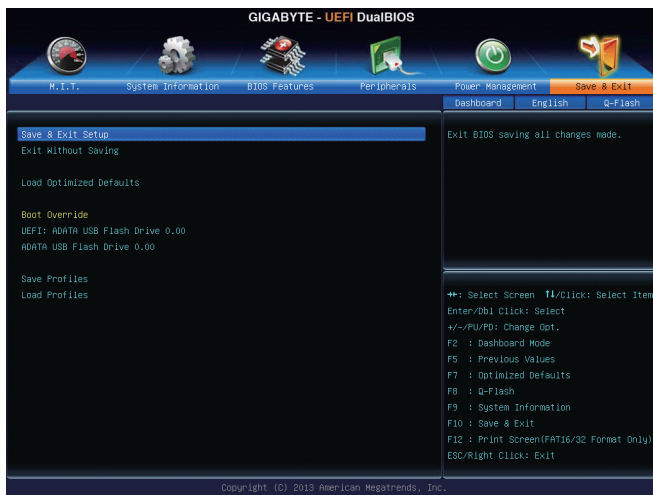 GIGABYTE - UEFI DualBIOS
M.I.T. System Information BIOS Features Peripherals Power Management Save & Exit
Dashboard English Q-Flash
Save & Exit Setup
Exit Without Saving
Load Optimized Defaults
Boot Override
UEFI: ADATA USB Flash Drive 0.00
ADATA USB Flash Drive 0.00
Save Profiles
Load Profiles
Exit BIOS saving all changes made.
→←: Select Screen ↑↓/Click: Select Item
Enter/Dbl Click: Select
+/-/PU/PD: Change Opt.
F2 : Dashboard Mode
F5 : Previous Values
F7 : Optimized Defaults
F8 : Q-Flash
F9 : System Information
F10 : Save & Exit
F12 : Print Screen(FAT16/32 Format Only)
ESC/Right Click: Exit
Copyright (C) 2013 American Megatrends, Inc.